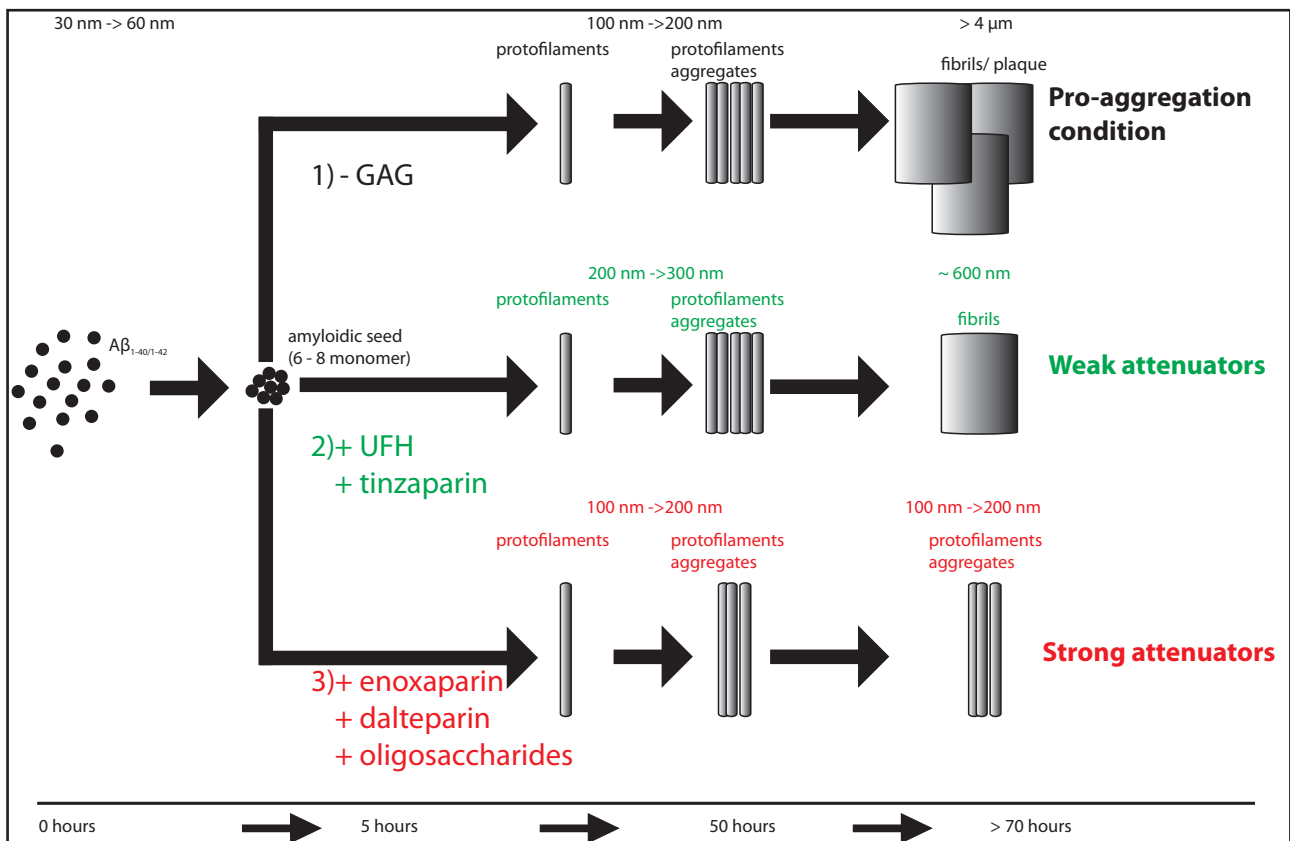 30 nm -> 60 nm
100 nm ->200 nm
> 4 µm
protofilaments
protofilaments
aggregates
fibrils/ plaque
Pro-aggregation
condition
1) - GAG
200 nm ->300 nm
~ 600 nm
protofilaments
protofilaments
aggregates
fibrils
Aβ1-40/1-42
amyloidic seed
(6 - 8 monomer)
Weak attenuators
2)+ UFH
+ tinzaparin
100 nm ->200 nm
100 nm ->200 nm
protofilaments
protofilaments
aggregates
protofilaments
aggregates
Strong attenuators
3)+ enoxaparin
+ dalteparin
+ oligosaccharides
0 hours
5 hours
50 hours
> 70 hours